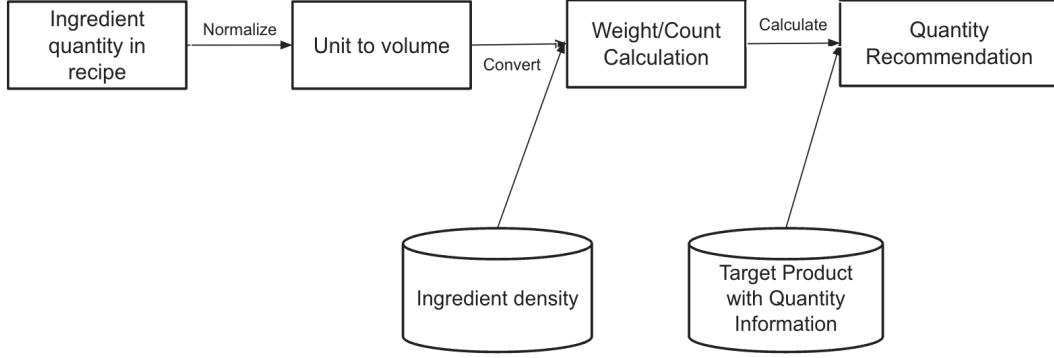 Ingredient
quantity in
recipe
Normalize
Unit to volume
Convert
Weight/Count
Calculation
Calculate
Quantity
Recommendation
Ingredient density
Target Product
with Quantity
Information